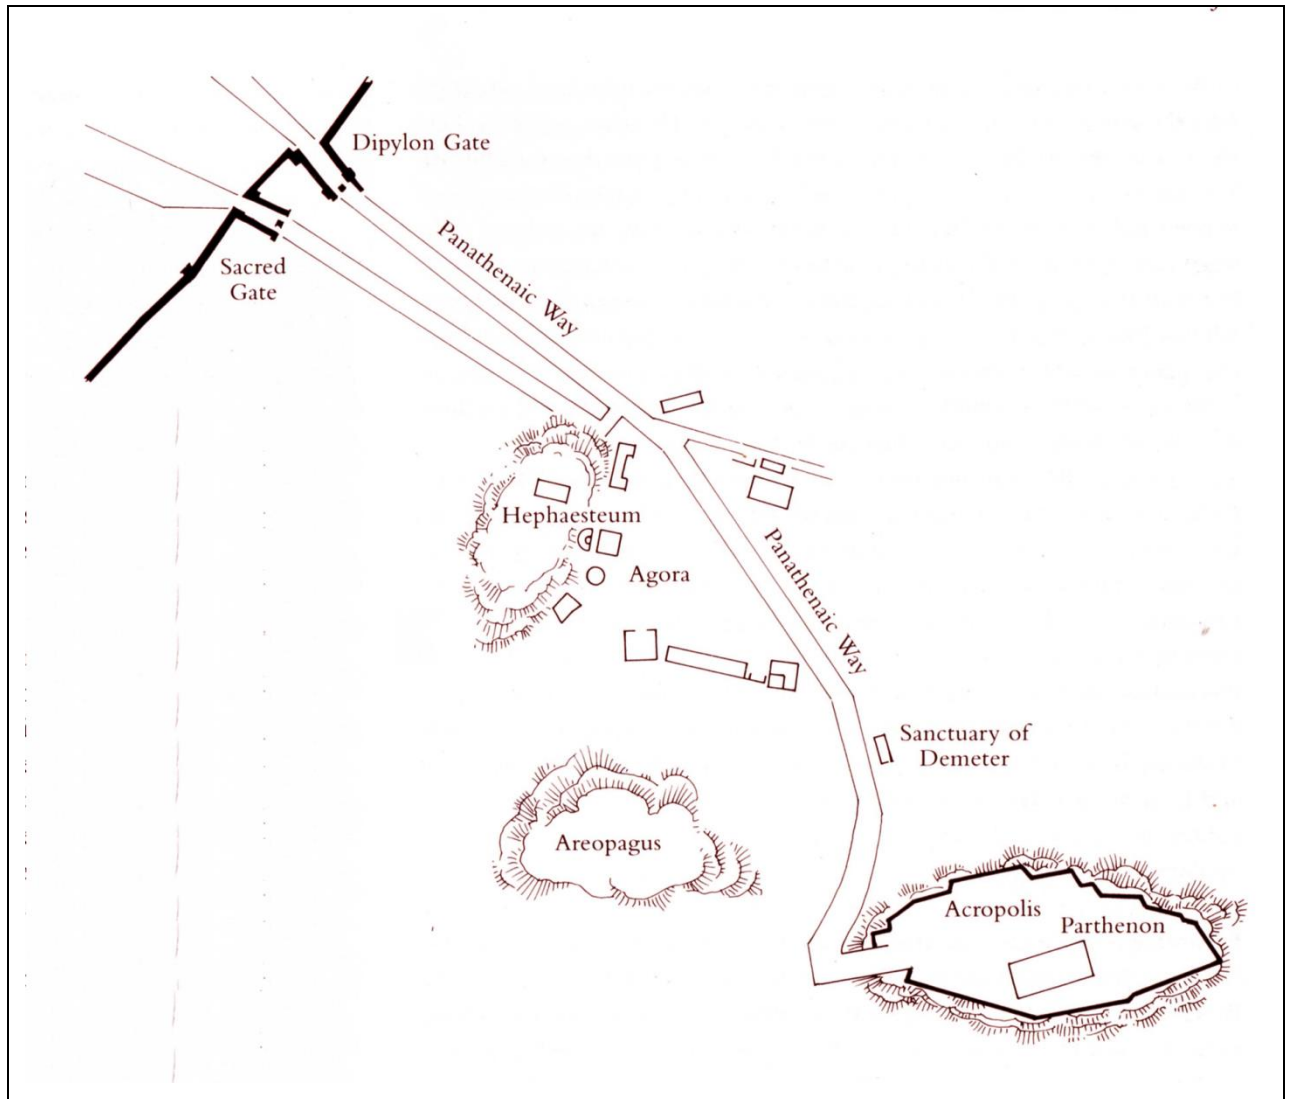 Dipylon Gate
Panathenaic Way
Sacred
Gate
Hephaesteum
Agora
Panathenaic Way
Sanctuary of
Demeter
Areopagus
Acropolis
Parthenon